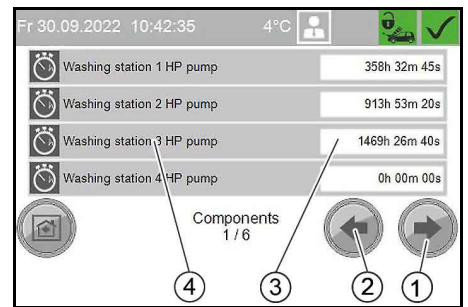 Fr 30.09.2022 10:42:35 4°C
Washing station 1 HP pump 358h 32m 45s
Washing station 2 HP pump 913h 53m 20s
Washing station 3 HP pump 1469h 26m 40s
Washing station 4 HP pump 0h 00m 00s
Components
1 / 6
4 3 2 1